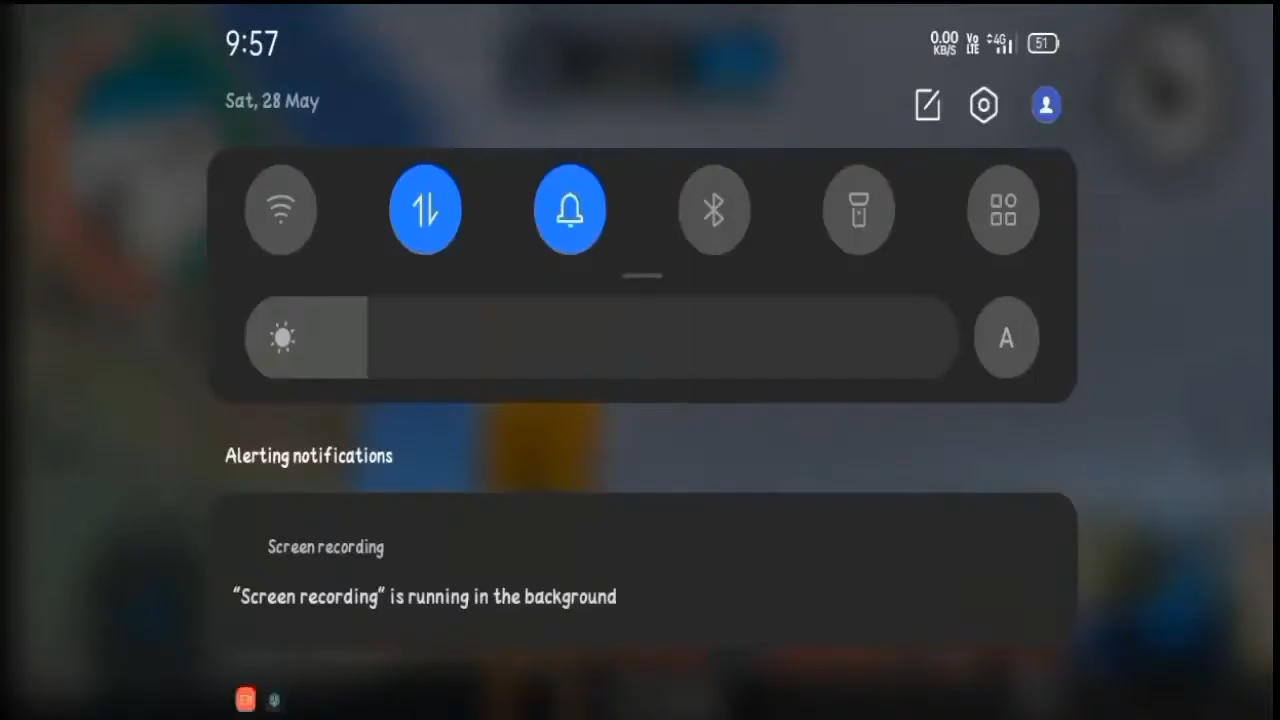 9:57
0.00
KB/S
Vo
LTE
4G
51
Sat, 28 May
A
Alerting notifications
Screen recording
“Screen recording” is running in the background